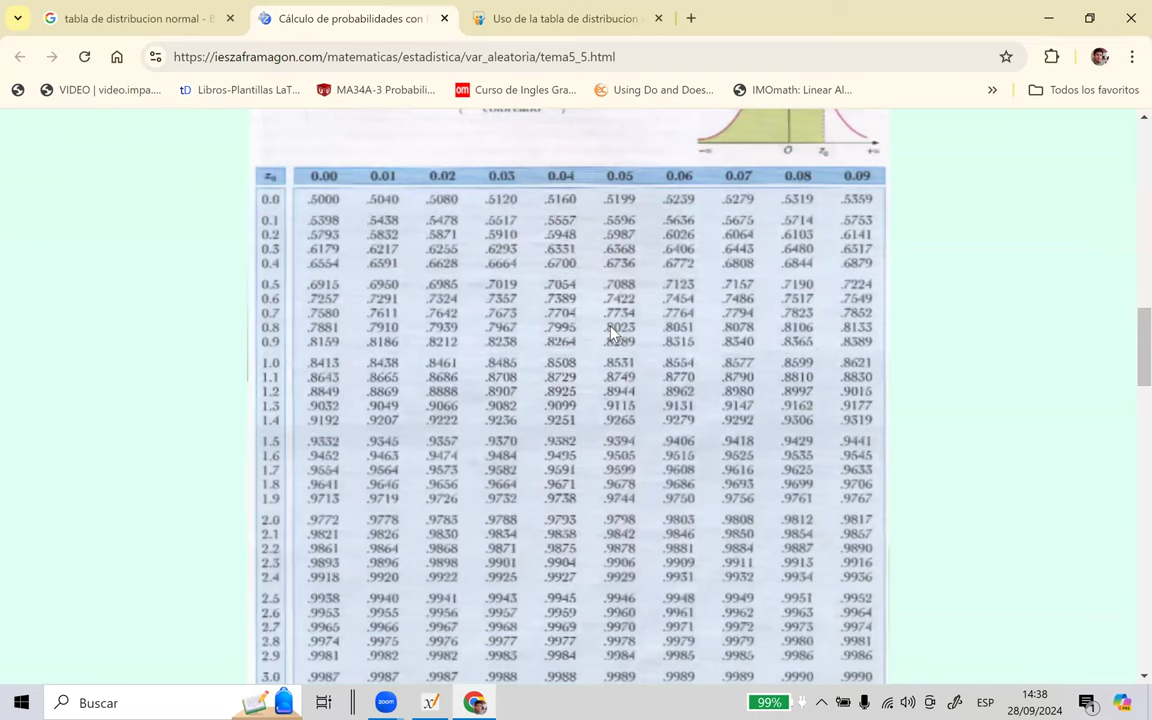 tabla de distribucion normal - B
Cálculo de probabilidades con l
Uso de la tabla de distribucion
https://ieszaframagon.com/matematicas/estadistica/var_aleatoria/tema5_5.html
VIDEO | video.impa....
Libros-Plantillas LaT...
MA34A-3 Probabili...
Curso de Ingles Gra...
Using Do and Does...
IMOmath: Linear Al...
Todos los favoritos
-∞ 0 z₀ +∞
z₀ 0.00 0.01 0.02 0.03 0.04 0.05 0.06 0.07 0.08 0.09
0.0 .5000 .5040 .5080 .5120 .5160 .5199 .5239 .5279 .5319 .5359
0.1 .5398 .5438 .5478 .5517 .5557 .5596 .5636 .5675 .5714 .5753
0.2 .5793 .5832 .5871 .5910 .5948 .5987 .6026 .6064 .6103 .6141
0.3 .6179 .6217 .6255 .6293 .6331 .6368 .6406 .6443 .6480 .6517
0.4 .6554 .6591 .6628 .6664 .6700 .6736 .6772 .6808 .6844 .6879
0.5 .6915 .6950 .6985 .7019 .7054 .7088 .7123 .7157 .7190 .7224
0.6 .7257 .7291 .7324 .7357 .7389 .7422 .7454 .7486 .7517 .7549
0.7 .7580 .7611 .7642 .7673 .7704 .7734 .7764 .7794 .7823 .7852
0.8 .7881 .7910 .7939 .7967 .7995 .8023 .8051 .8078 .8106 .8133
0.9 .8159 .8186 .8212 .8238 .8264 .8289 .8315 .8340 .8365 .8389
1.0 .8413 .8438 .8461 .8485 .8508 .8531 .8554 .8577 .8599 .8621
1.1 .8643 .8665 .8686 .8708 .8729 .8749 .8770 .8790 .8810 .8830
1.2 .8849 .8869 .8888 .8907 .8925 .8944 .8962 .8980 .8997 .9015
1.3 .9032 .9049 .9066 .9082 .9099 .9115 .9131 .9147 .9162 .9177
1.4 .9192 .9207 .9222 .9236 .9251 .9265 .9279 .9292 .9306 .9319
1.5 .9332 .9345 .9357 .9370 .9382 .9394 .9406 .9418 .9429 .9441
1.6 .9452 .9463 .9474 .9484 .9495 .9505 .9515 .9525 .9535 .9545
1.7 .9554 .9564 .9573 .9582 .9591 .9599 .9608 .9616 .9625 .9633
1.8 .9641 .9646 .9656 .9664 .9671 .9678 .9686 .9693 .9699 .9706
1.9 .9713 .9719 .9726 .9732 .9738 .9744 .9750 .9756 .9761 .9767
2.0 .9772 .9778 .9783 .9788 .9793 .9798 .9803 .9808 .9812 .9817
2.1 .9821 .9826 .9830 .9834 .9838 .9842 .9846 .9850 .9854 .9857
2.2 .9861 .9864 .9868 .9871 .9875 .9878 .9881 .9884 .9887 .9890
2.3 .9893 .9896 .9898 .9901 .9904 .9906 .9909 .9911 .9913 .9916
2.4 .9918 .9920 .9922 .9925 .9927 .9929 .9931 .9932 .9934 .9936
2.5 .9938 .9940 .9941 .9943 .9945 .9946 .9948 .9949 .9951 .9952
2.6 .9953 .9955 .9956 .9957 .9959 .9960 .9961 .9962 .9963 .9964
2.7 .9965 .9966 .9967 .9968 .9969 .9970 .9971 .9972 .9973 .9974
2.8 .9974 .9975 .9976 .9977 .9977 .9978 .9979 .9979 .9980 .9981
2.9 .9981 .9982 .9982 .9983 .9984 .9984 .9985 .9985 .9986 .9986
3.0 .9987 .9987 .9987 .9988 .9988 .9989 .9989 .9989 .9990 .9990
Buscar
zoom
99%
ESP
14:38
28/09/2024